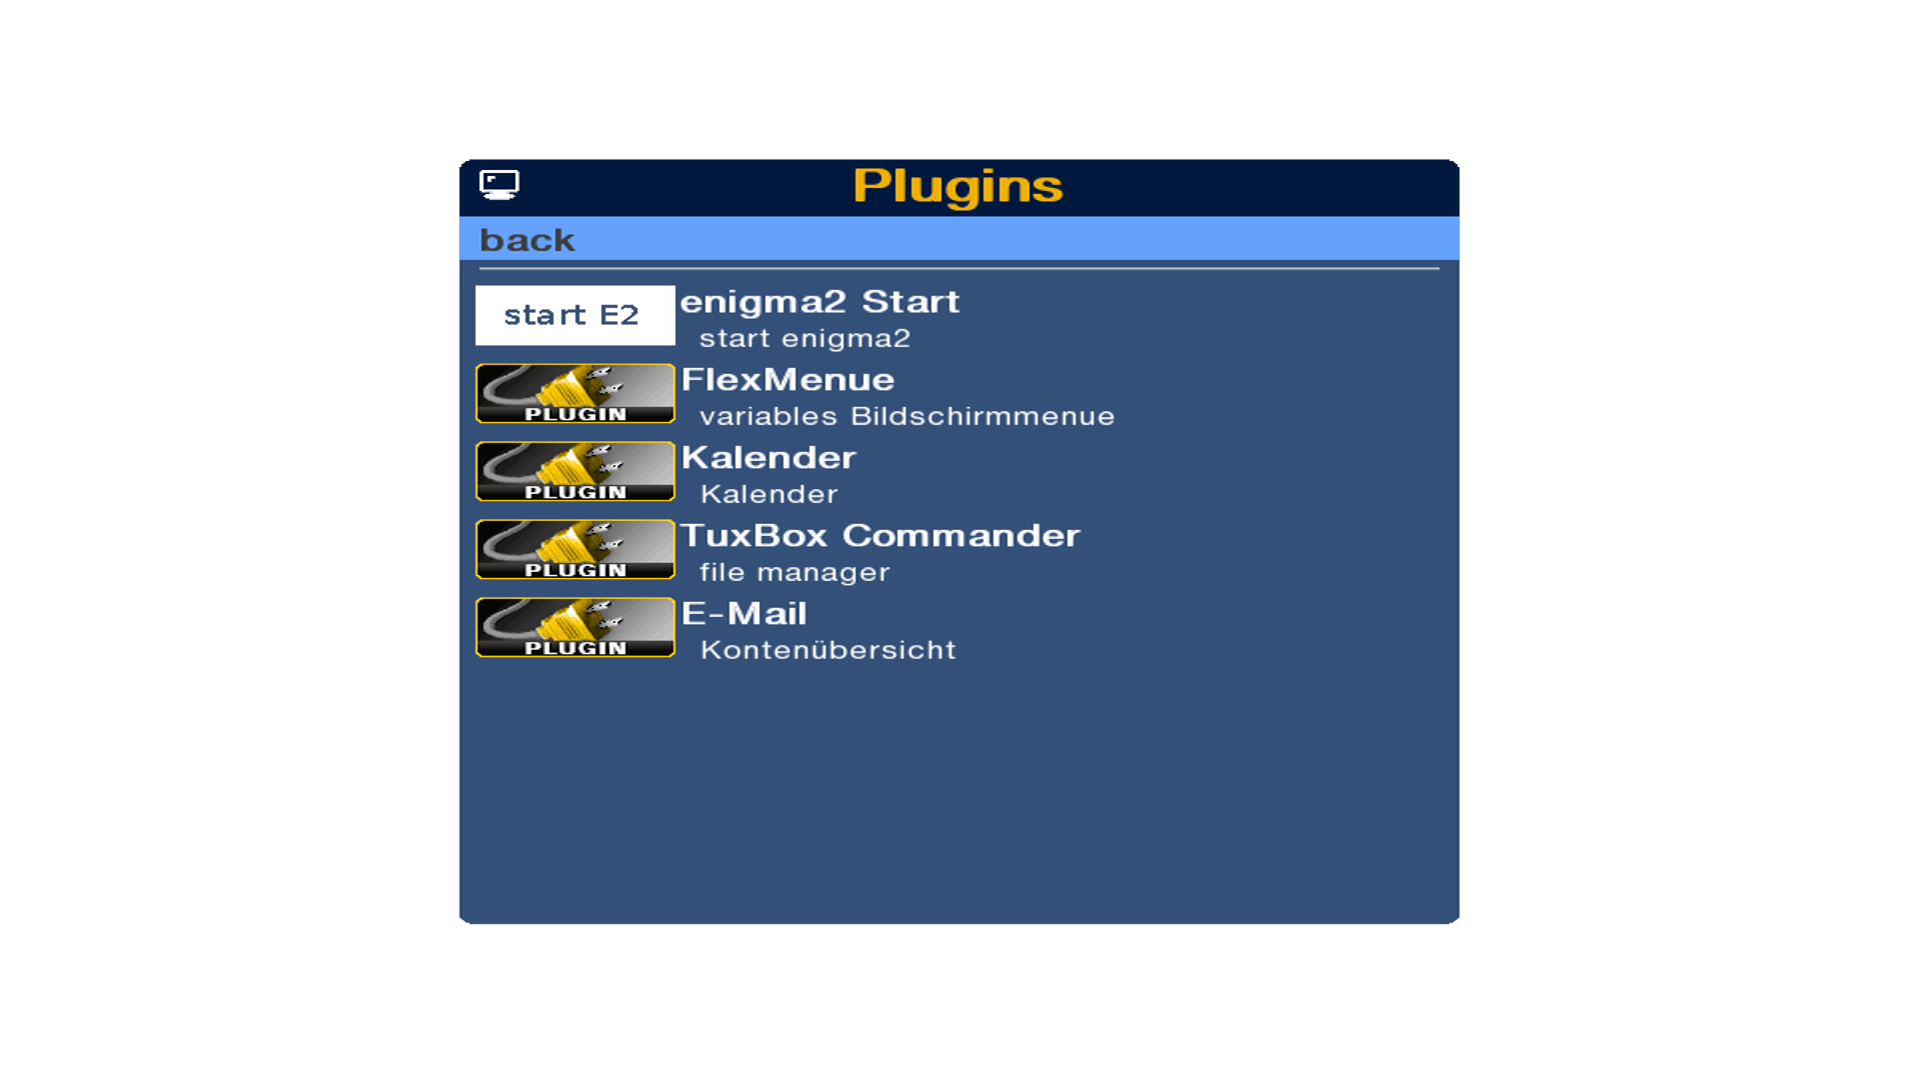 Plugins
back
start E2
enigma2 Start
start enigma2
PLUGIN
FlexMenue
variables Bildschirmmenue
PLUGIN
Kalender
Kalender
PLUGIN
TuxBox Commander
file manager
PLUGIN
E-Mail
Kontenübersicht